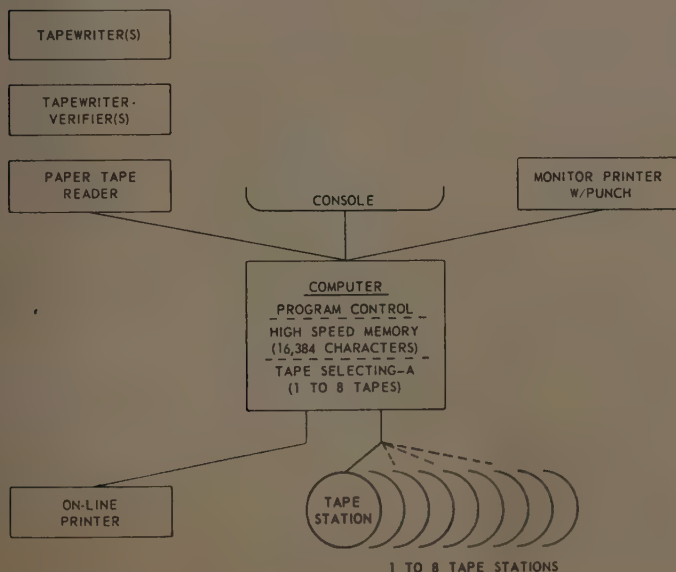 TAPEWRITER(S)
TAPEWRITER-
VERIFIER(S)
PAPER TAPE
READER
CONSOLE
MONITOR PRINTER
W/PUNCH
COMPUTER
PROGRAM CONTROL
HIGH SPEED MEMORY
(16,384 CHARACTERS)
TAPE SELECTING-A
(1 TO 8 TAPES)
ON-LINE
PRINTER
TAPE
STATION
1 TO 8 TAPE STATIONS